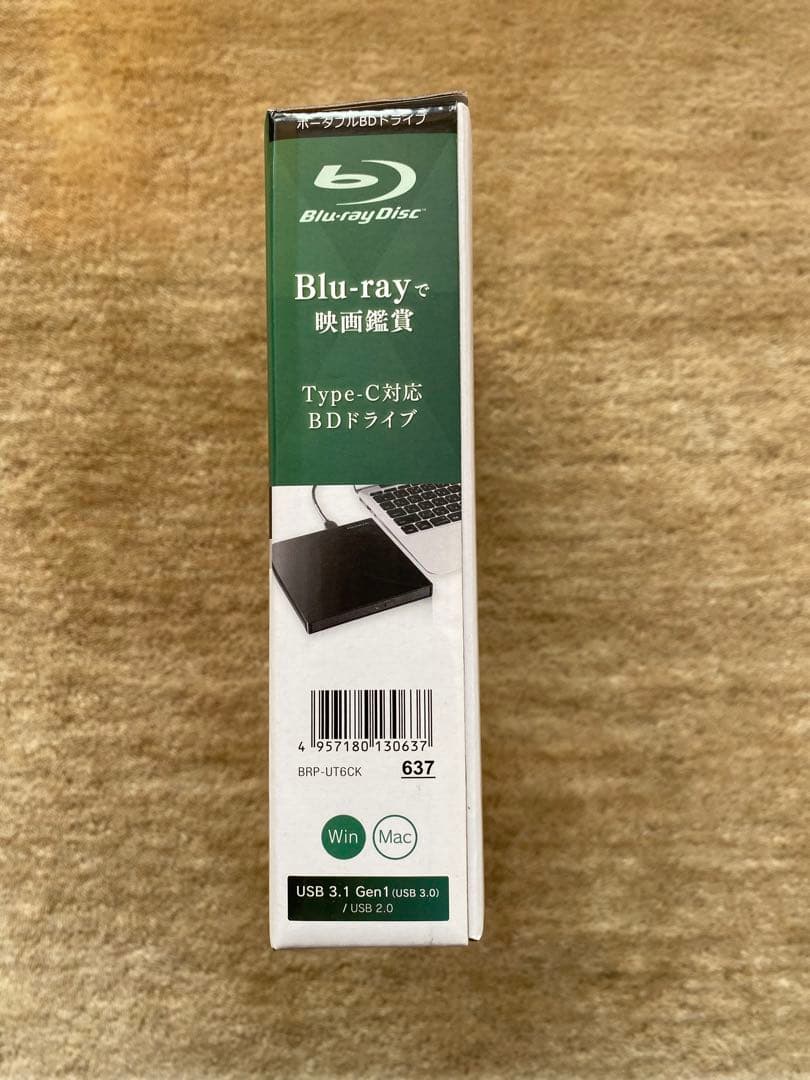 ポータブルBDドライブ
Blu-ray Disc™
Blu-rayで
映画鑑賞
Type-C対応
BDドライブ
4 957180 130637
BRP-UT6CK 637
Win Mac
USB 3.1 Gen1 (USB 3.0)
/ USB 2.0